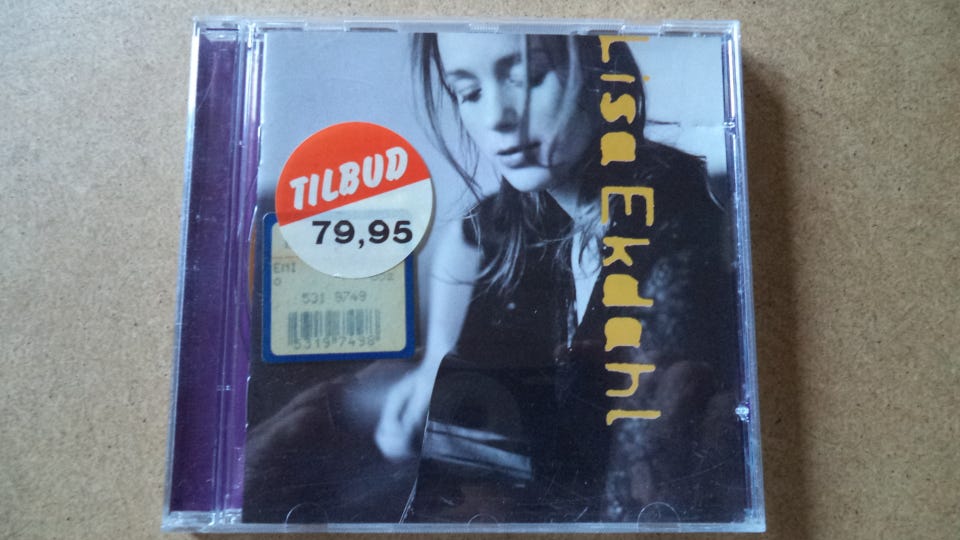 Lisa Ekdahl
TILBUD
79,95
EMI
531 9749
5319"7498